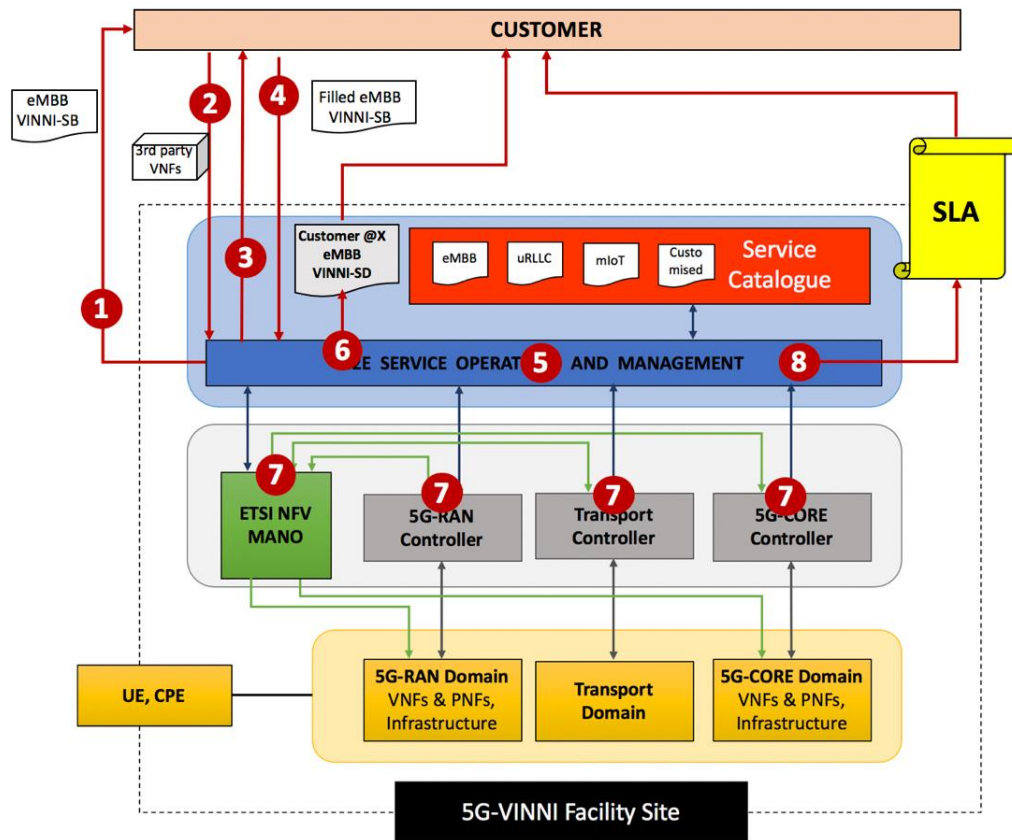 CUSTOMER
eMBB
VINNI-SB
2
3rd party
VNFs
4
Filled eMBB
VINNI-SB
SLA
3
1
Customer @X
eMBB
VINNI-SD
eMBB
uRLLC
mIoT
Custo
mised
Service
Catalogue
6
SERVICE OPERAT
5
AND MANAGEMENT
8
7
7
7
7
ETSI NFV
MANO
5G-RAN
Controller
Transport
Controller
5G-CORE
Controller
UE, CPE
5G-RAN Domain
VNFs & PNFs,
Infrastructure
Transport
Domain
5G-CORE Domain
VNFs & PNFs,
Infrastructure
5G-VINNI Facility Site